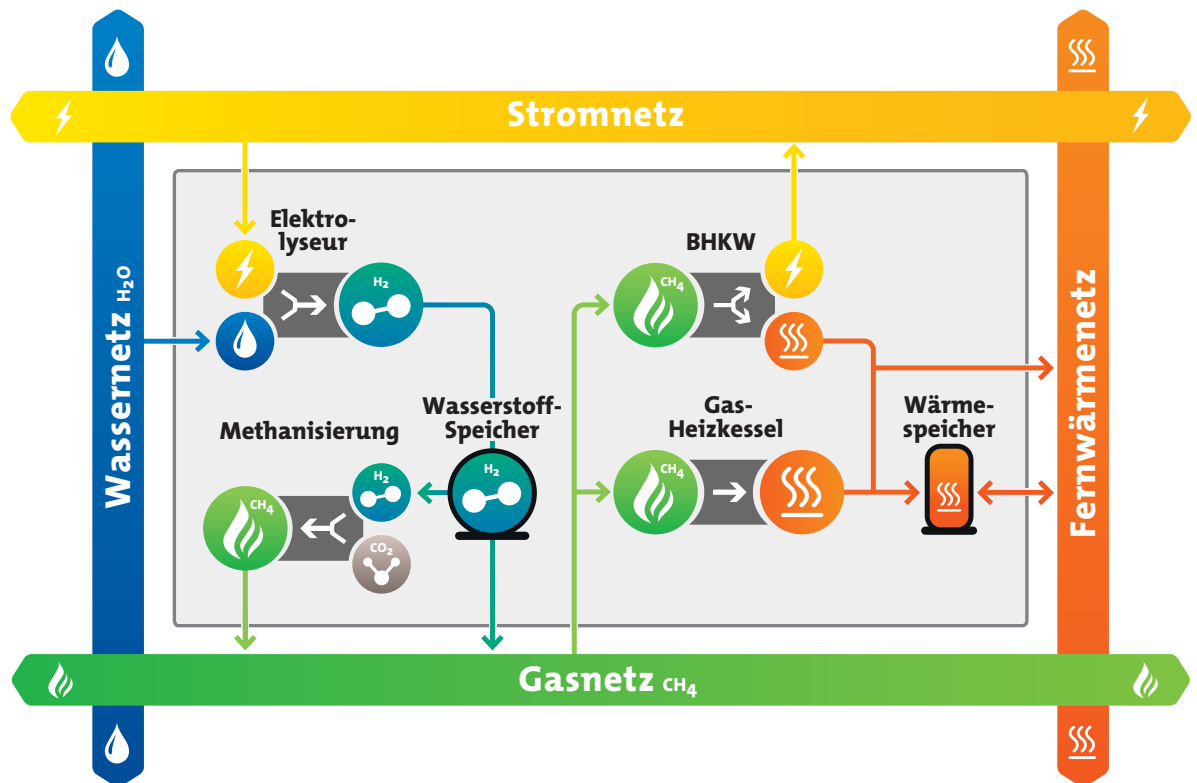 Stromnetz
Wassernetz H₂O
Elektro-
lyseur
H₂
BHKW
CH₄
Fernwärmenetz
Methanisierung
H₂
CH₄
CO₂
Wasserstoff-
Speicher
H₂
Gas-
Heizkessel
CH₄
Wärme-
speicher
Gasnetz CH₄